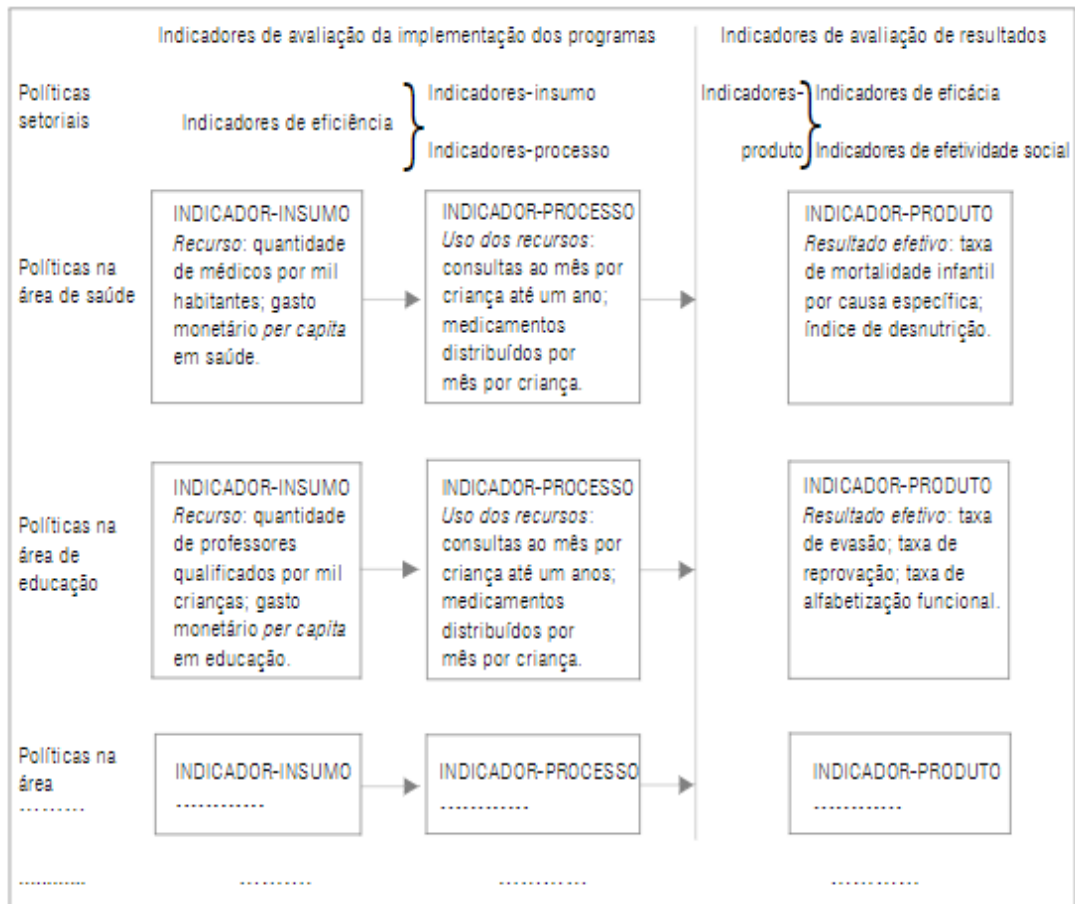 Indicadores de avaliação da implementação dos programas
Indicadores de avaliação de resultados
Políticas
setoriais
Indicadores de eficiência
Indicadores-insumo
Indicadores-processo
Indicadores-
produto
Indicadores de eficácia
Indicadores de efetividade social
Políticas na
área de saúde
INDICADOR-INSUMO
Recurso: quantidade
de médicos por mil
habitantes; gasto
monetário per capita
em saúde.
INDICADOR-PROCESSO
Uso dos recursos:
consultas ao mês por
criança até um ano;
medicamentos
distribuídos por
mês por criança.
INDICADOR-PRODUTO
Resultado efetivo: taxa
de mortalidade infantil
por causa específica;
índice de desnutrição.
Políticas na
área de
educação
INDICADOR-INSUMO
Recurso: quantidade
de professores
qualificados por mil
crianças; gasto
monetário per capita
em educação.
INDICADOR-PROCESSO
Uso dos recursos:
consultas ao mês por
criança até um anos;
medicamentos
distribuídos por
mês por criança.
INDICADOR-PRODUTO
Resultado efetivo: taxa
de evasão; taxa de
reprovação; taxa de
alfabetização funcional.
Políticas na
área
..........
INDICADOR-INSUMO
............
INDICADOR-PROCESSO
............
INDICADOR-PRODUTO
............
............ .......... ............ ............